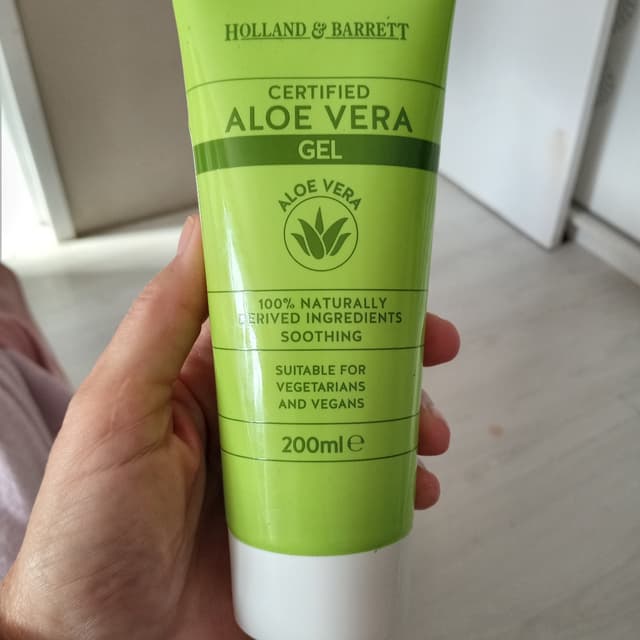 HOLLAND & BARRETT
CERTIFIED
ALOE VERA
GEL
ALOE VERA
100% NATURALLY
DERIVED INGREDIENTS
SOOTHING
SUITABLE FOR
VEGETARIANS
AND VEGANS
200ml ℮